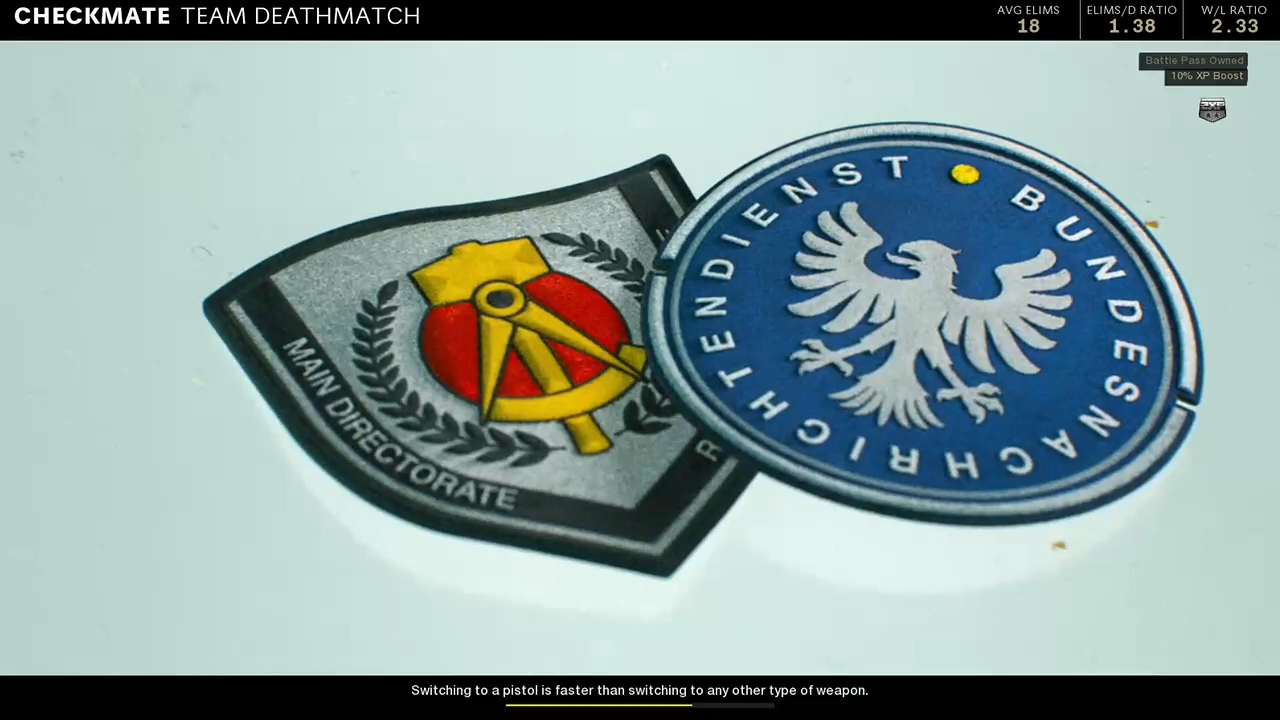 CHECKMATE TEAM DEATHMATCH
AVG ELIMS
18
ELIMS/D RATIO
1.38
W/L RATIO
2.33
Battle Pass Owned
10% XP Boost
MAIN DIRECTORATE
R
BUNDESNACHRICHTENDIENST
Switching to a pistol is faster than switching to any other type of weapon.